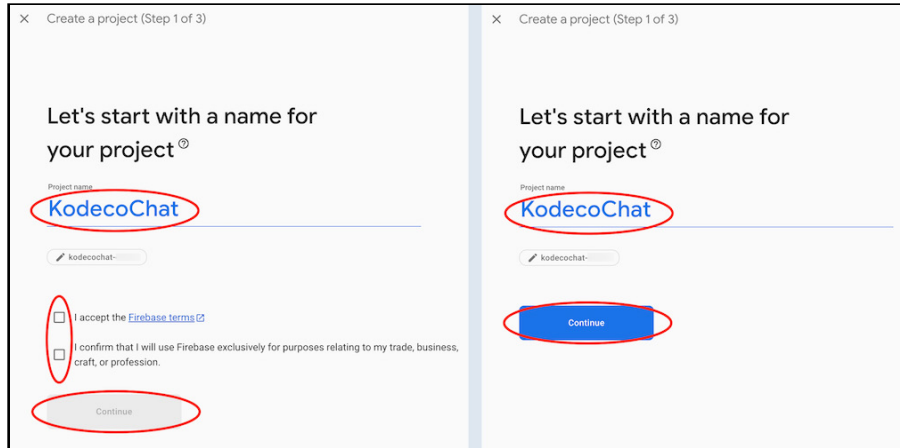 Create a project (Step 1 of 3)
Let's start with a name for
your project
Project name
KodecoChat
kodecochat-
I accept the Firebase terms
I confirm that I will use Firebase exclusively for purposes relating to my trade, business,
craft, or profession.
Continue
Create a project (Step 1 of 3)
Let's start with a name for
your project
Project name
KodecoChat
kodecochat-
Continue